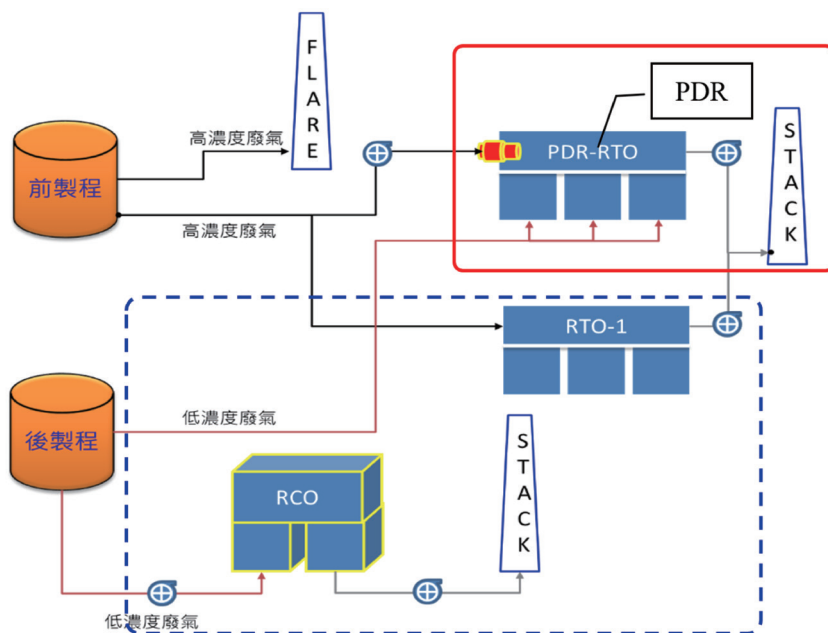 FLARE
PDR
高濃度廢氣
PDR-RTO
STACK
前製程
高濃度廢氣
RTO-1
後製程
低濃度廢氣
STACK
RCO
低濃度廢氣